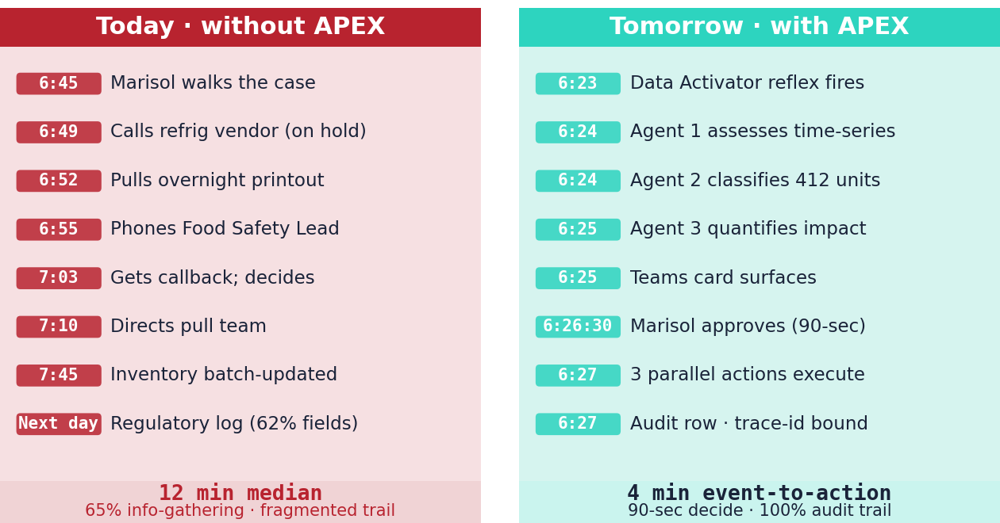 Today · without APEX
6:45 Marisol walks the case
6:49 Calls refrig vendor (on hold)
6:52 Pulls overnight printout
6:55 Phones Food Safety Lead
7:03 Gets callback; decides
7:10 Directs pull team
7:45 Inventory batch-updated
Next day Regulatory log (62% fields)
12 min median
65% info-gathering · fragmented trail
Tomorrow · with APEX
6:23 Data Activator reflex fires
6:24 Agent 1 assesses time-series
6:24 Agent 2 classifies 412 units
6:25 Agent 3 quantifies impact
6:25 Teams card surfaces
6:26:30 Marisol approves (90-sec)
6:27 3 parallel actions execute
6:27 Audit row · trace-id bound
4 min event-to-action
90-sec decide · 100% audit trail